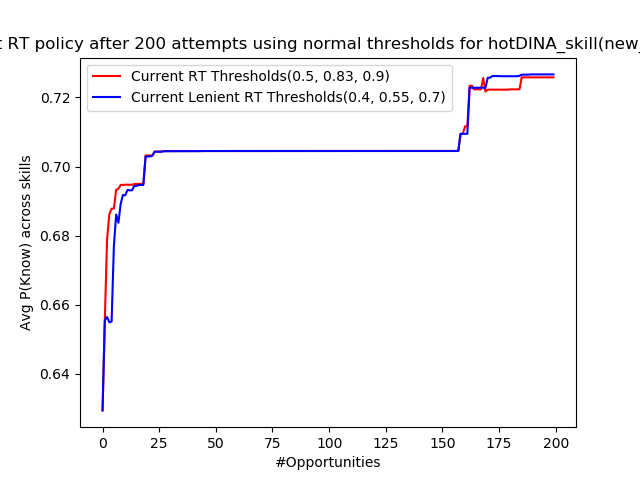 RT policy after 200 attempts using normal thresholds for hotDINA_skill(new_
Current RT Thresholds(0.5, 0.83, 0.9)
Current Lenient RT Thresholds(0.4, 0.55, 0.7)
Avg P(Know) across skills
0.72
0.70
0.68
0.66
0.64
0 25 50 75 100 125 150 175 200
#Opportunities